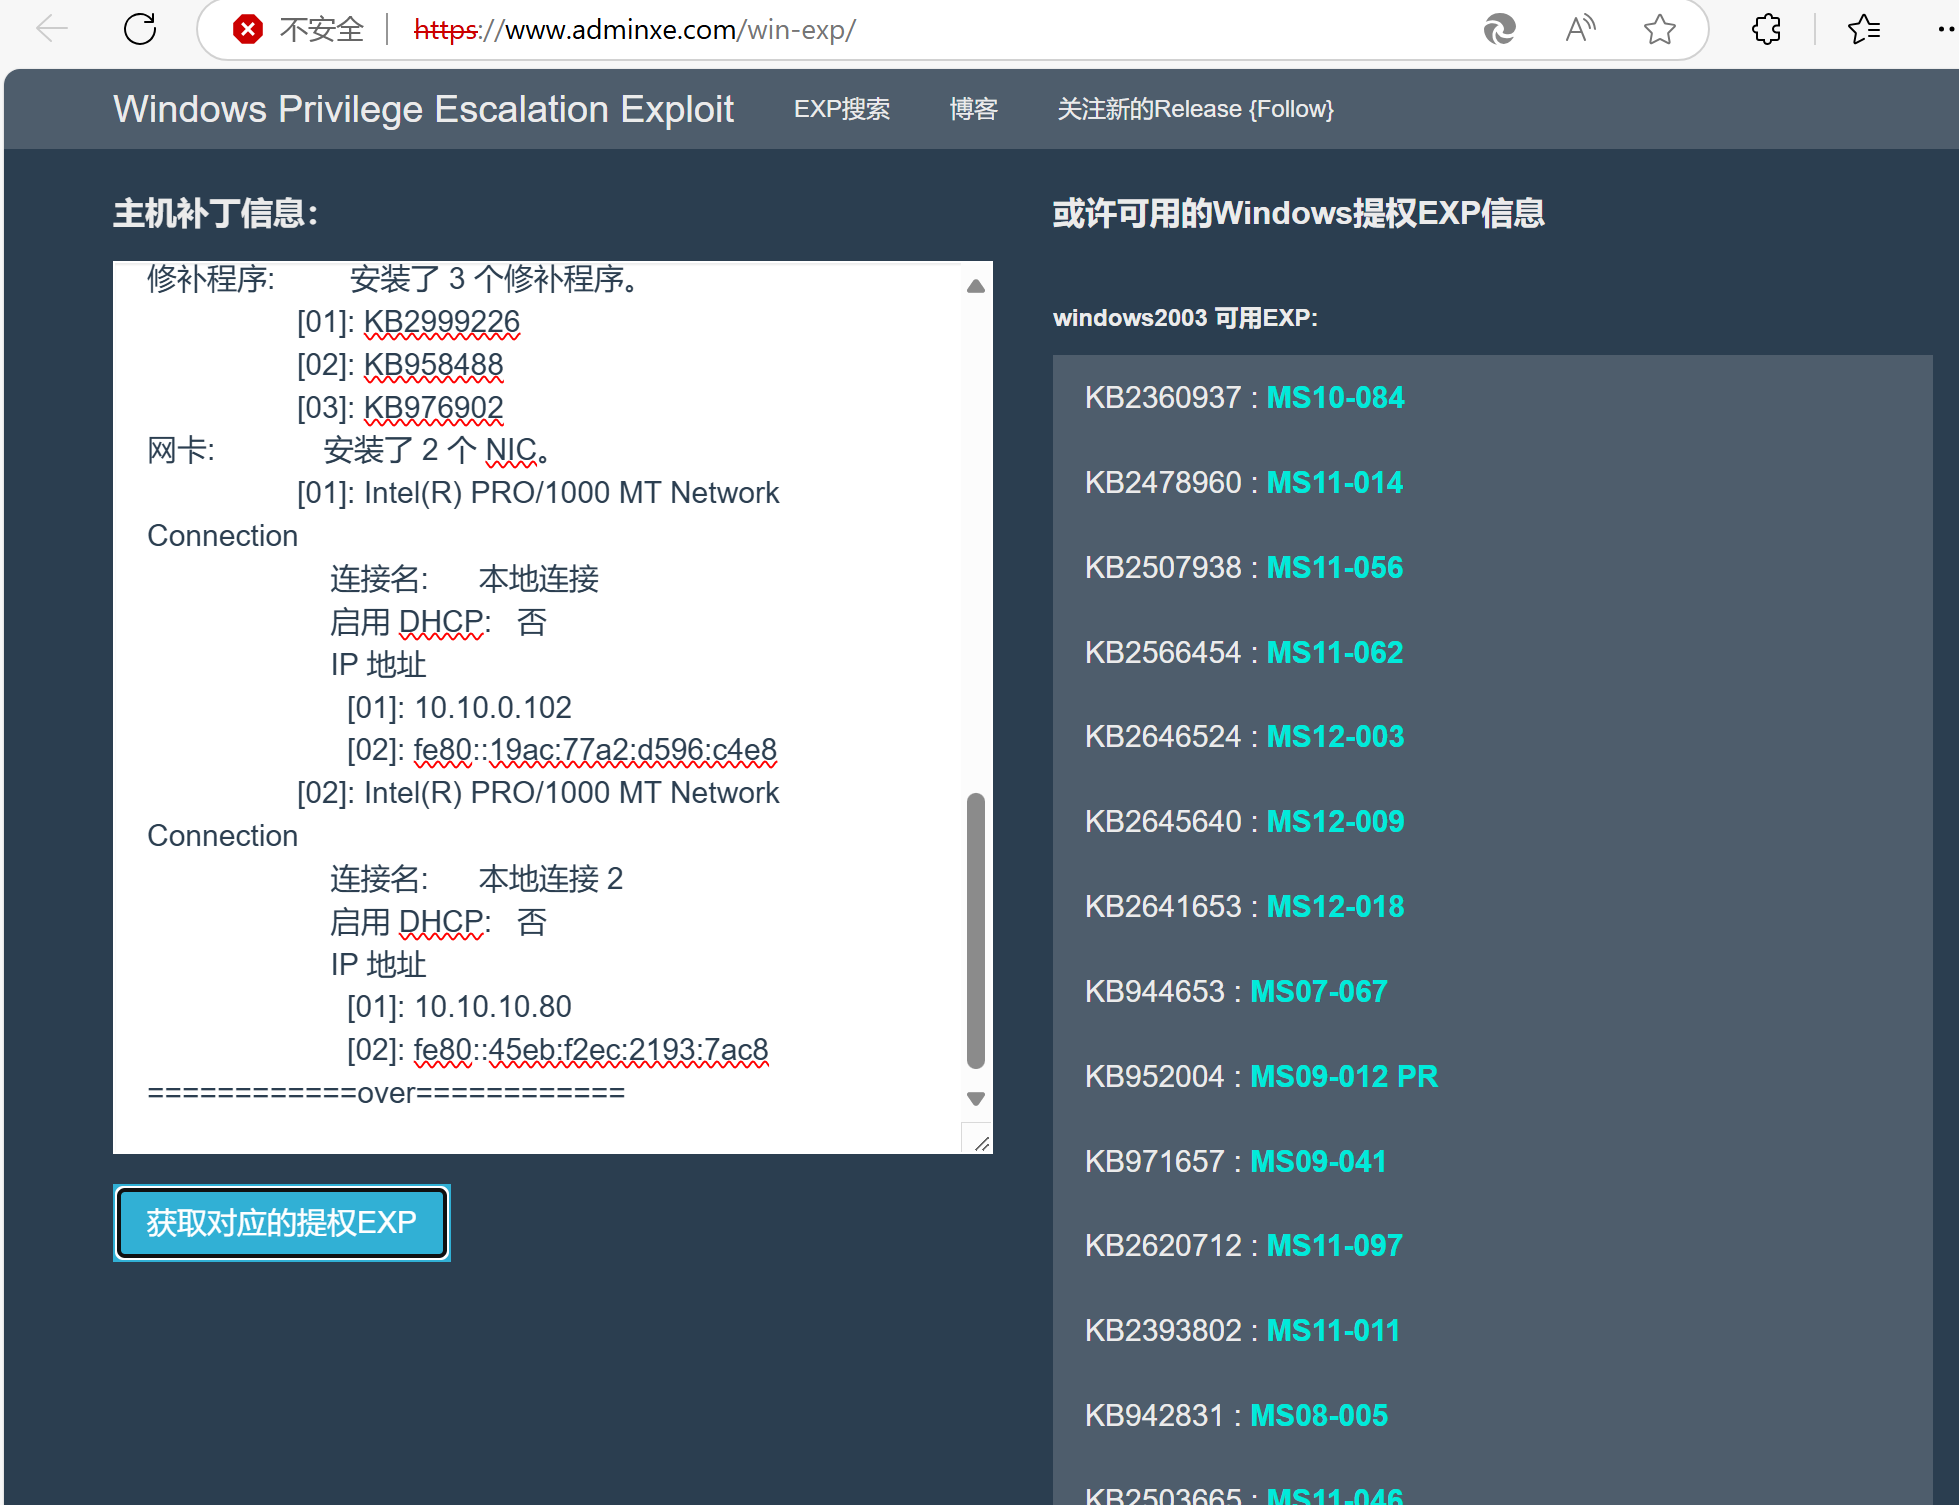 不安全 https://www.adminxe.com/win-exp/
Windows Privilege Escalation Exploit EXP搜索 博客 关注新的Release {Follow}
主机补丁信息：
修补程序: 安装了 3 个修补程序。
[01]: KB2999226
[02]: KB958488
[03]: KB976902
网卡: 安装了 2 个 NIC。
[01]: Intel(R) PRO/1000 MT Network
Connection
连接名: 本地连接
启用 DHCP: 否
IP 地址
[01]: 10.10.0.102
[02]: fe80::19ac:77a2:d596:c4e8
[02]: Intel(R) PRO/1000 MT Network
Connection
连接名: 本地连接 2
启用 DHCP: 否
IP 地址
[01]: 10.10.10.80
[02]: fe80::45eb:f2ec:2193:7ac8
============over============
获取对应的提权EXP
或许可用的Windows提权EXP信息
windows2003 可用EXP:
KB2360937 : MS10-084
KB2478960 : MS11-014
KB2507938 : MS11-056
KB2566454 : MS11-062
KB2646524 : MS12-003
KB2645640 : MS12-009
KB2641653 : MS12-018
KB944653 : MS07-067
KB952004 : MS09-012 PR
KB971657 : MS09-041
KB2620712 : MS11-097
KB2393802 : MS11-011
KB942831 : MS08-005
KB2503665 : MS11-046